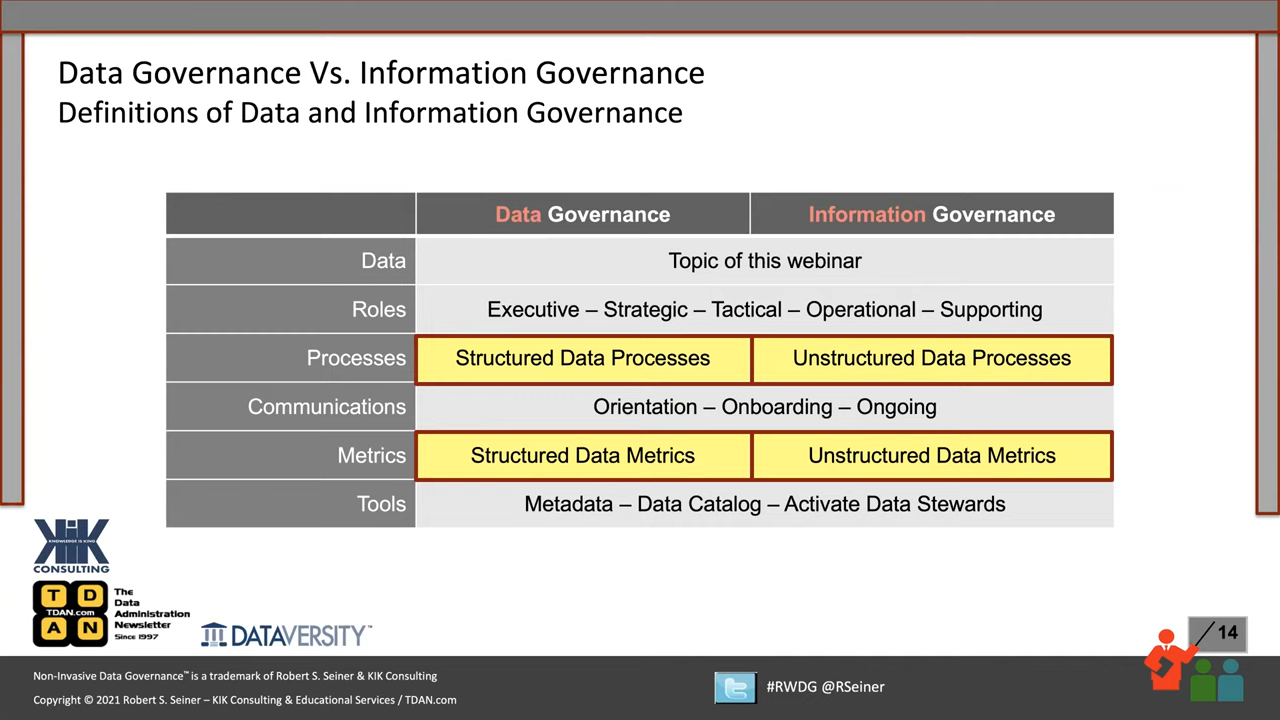 Data Governance Vs. Information Governance
Definitions of Data and Information Governance
Data Governance
Information Governance
Data
Topic of this webinar
Roles
Executive – Strategic – Tactical – Operational – Supporting
Processes
Structured Data Processes
Unstructured Data Processes
Communications
Orientation – Onboarding – Ongoing
Metrics
Structured Data Metrics
Unstructured Data Metrics
Tools
Metadata – Data Catalog – Activate Data Stewards
KIK
KNOWLEDGE IS KING
CONSULTING
T D
TDAN.com
A N
The
Data
Administration
Newsletter
Since 1997
DATAVERSITY™
14
Non-Invasive Data Governance™ is a trademark of Robert S. Seiner & KIK Consulting
Copyright © 2021 Robert S. Seiner – KIK Consulting & Educational Services / TDAN.com
#RWDG @RSeiner